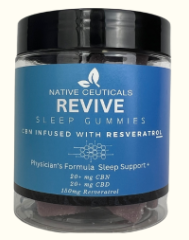 NATIVE CEUTICALS
REVIVE
SLEEP GUMMIES
CBN INFUSED WITH RESVERATROL
Physician's Formula Sleep Support+
20+ mg CBN
20+ mg CBD
150mg Resveratrol